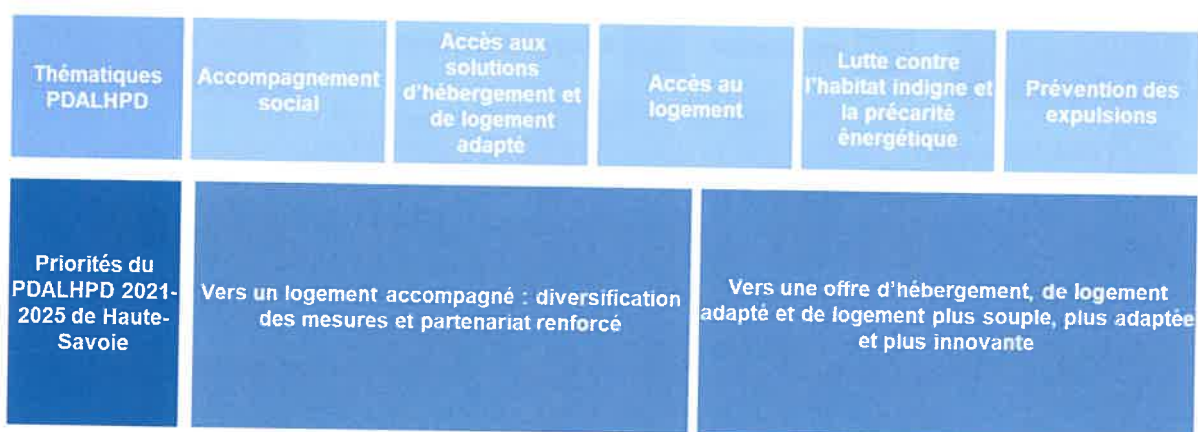 Thématiques
PDALHPD
Accompagnement
social
Accès aux
solutions
d'hébergement et
de logement
adapté
Accès au
logement
Lutte contre
l'habitat indigne et
la précarité
énergétique
Prévention des
expulsions
Priorités du
PDALHPD 2021-
2025 de Haute-
Savoie
Vers un logement accompagné : diversification
des mesures et partenariat renforcé
Vers une offre d'hébergement, de logement
adapté et de logement plus souple, plus adaptée
et plus innovante